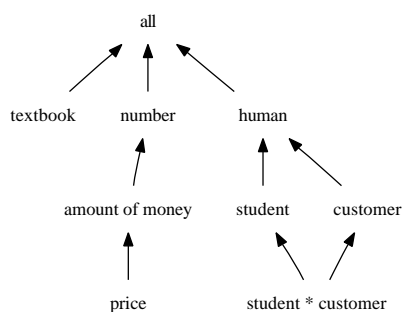 all
textbook
number
human
amount of money
student
customer
price
student * customer